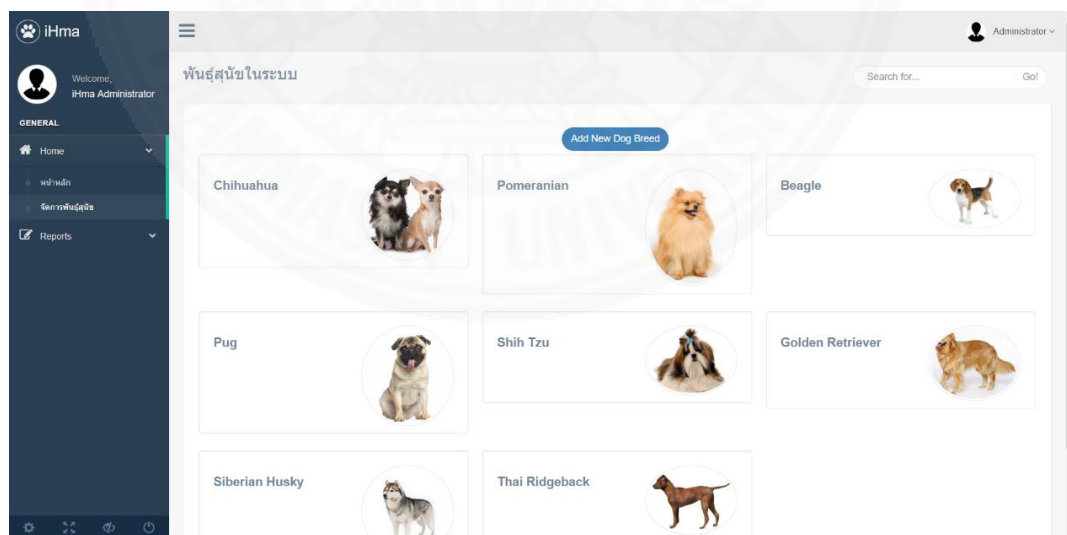 iHma
Administrator
Welcome,
iHma Administrator
พันธุ์สุนัขในระบบ
Search for...
Go!
GENERAL
Home
หน้าหลัก
จัดการพันธุ์สุนัข
Reports
Add New Dog Breed
Chihuahua
Pomeranian
Beagle
Pug
Shih Tzu
Golden Retriever
Siberian Husky
Thai Ridgeback